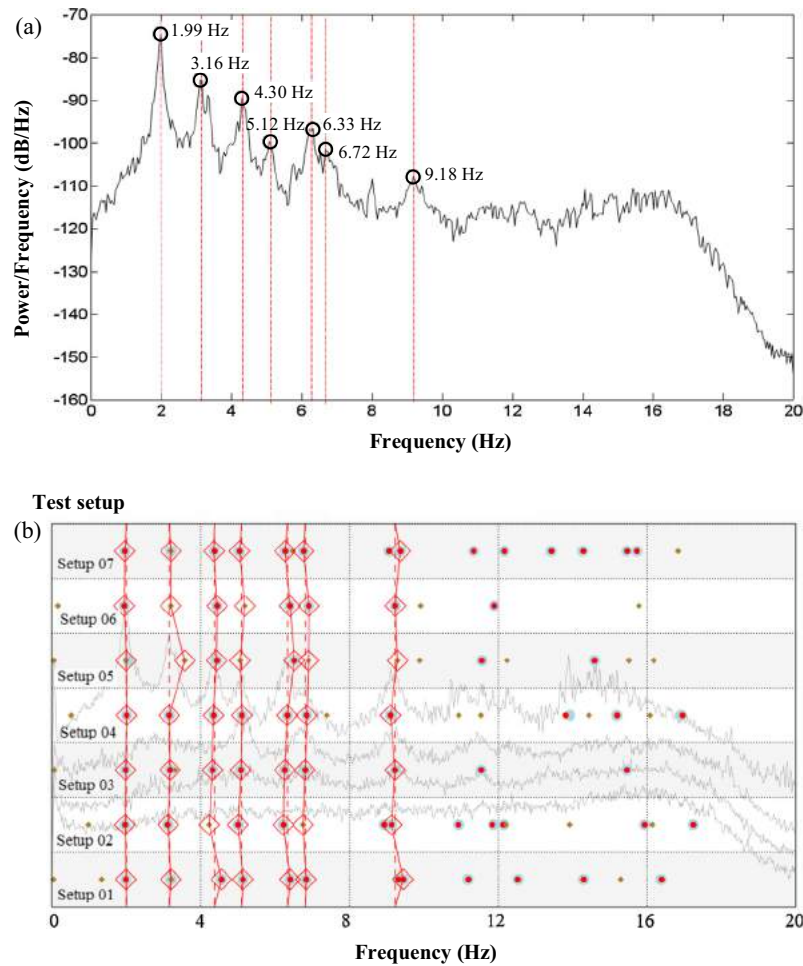 (a)
-70
-80
-90
-100
-110
-120
-130
-140
-150
-160
Power/Frequency (dB/Hz)
1.99 Hz
3.16 Hz
4.30 Hz
5.12 Hz
6.33 Hz
6.72 Hz
9.18 Hz
0 2 4 6 8 10 12 14 16 18 20
Frequency (Hz)
Test setup
(b)
Setup 07
Setup 06
Setup 05
Setup 04
Setup 03
Setup 02
Setup 01
0 4 8 12 16 20
Frequency (Hz)